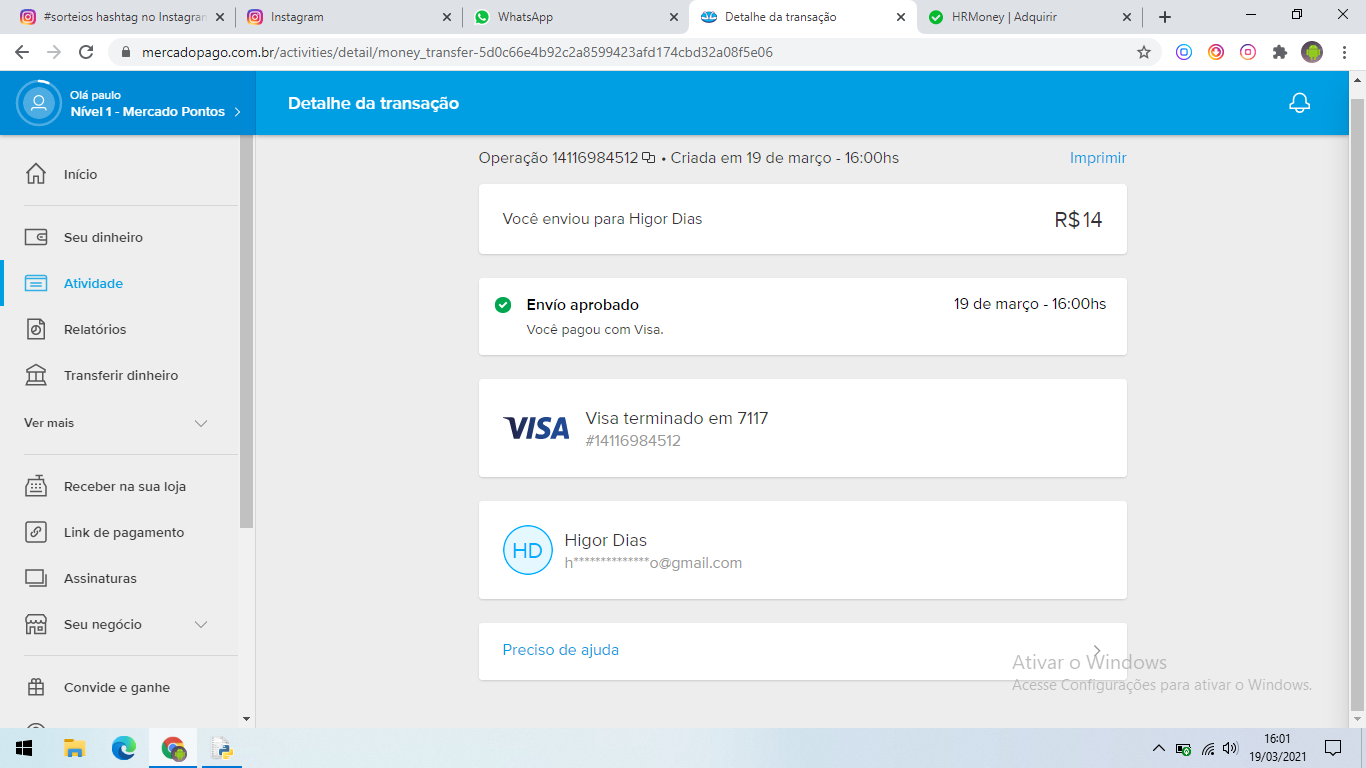 #sorteios hashtag no Instagram
Instagram
WhatsApp
Detalhe da transação
HRMoney | Adquirir
mercadopago.com.br/activities/detail/money_transfer-5d0c66e4b92c2a8599423afd174cbd32a08f5e06
Olá paulo
Nível 1 - Mercado Pontos
Detalhe da transação
Início
Seu dinheiro
Atividade
Relatórios
Transferir dinheiro
Ver mais
Receber na sua loja
Link de pagamento
Assinaturas
Seu negócio
Convide e ganhe
Operação 14116984512 • Criada em 19 de março - 16:00hs
Imprimir
Você enviou para Higor Dias
R$ 14
Envío aprobado
19 de março - 16:00hs
Você pagou com Visa.
VISA
Visa terminado em 7117
#14116984512
HD
Higor Dias
h**************o@gmail.com
Preciso de ajuda
Ativar o Windows
Acesse Configurações para ativar o Windows.
16:01
19/03/2021